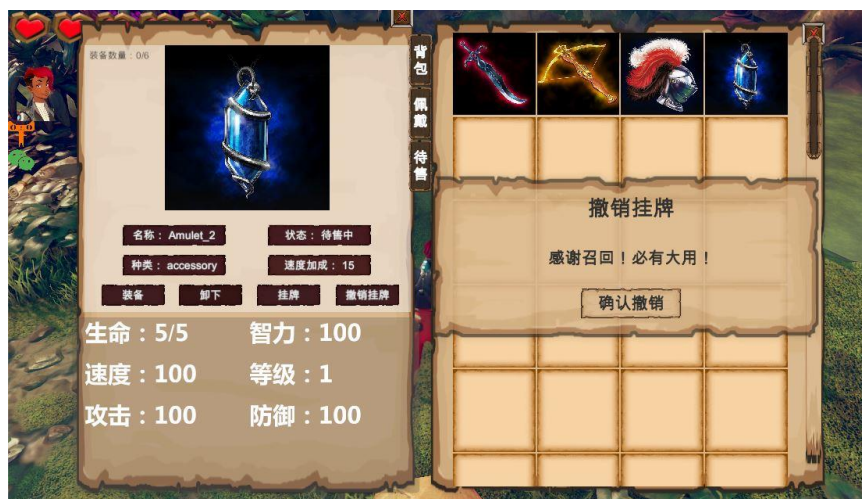 装备数量：0/6
背包
佩戴
待售
名称：Amulet_2
状态：待售中
种类：accessory
速度加成：15
装备
卸下
挂牌
撤销挂牌
生命：5/5
智力：100
速度：100
等级：1
攻击：100
防御：100
撤销挂牌
感谢召回！必有大用！
确认撤销